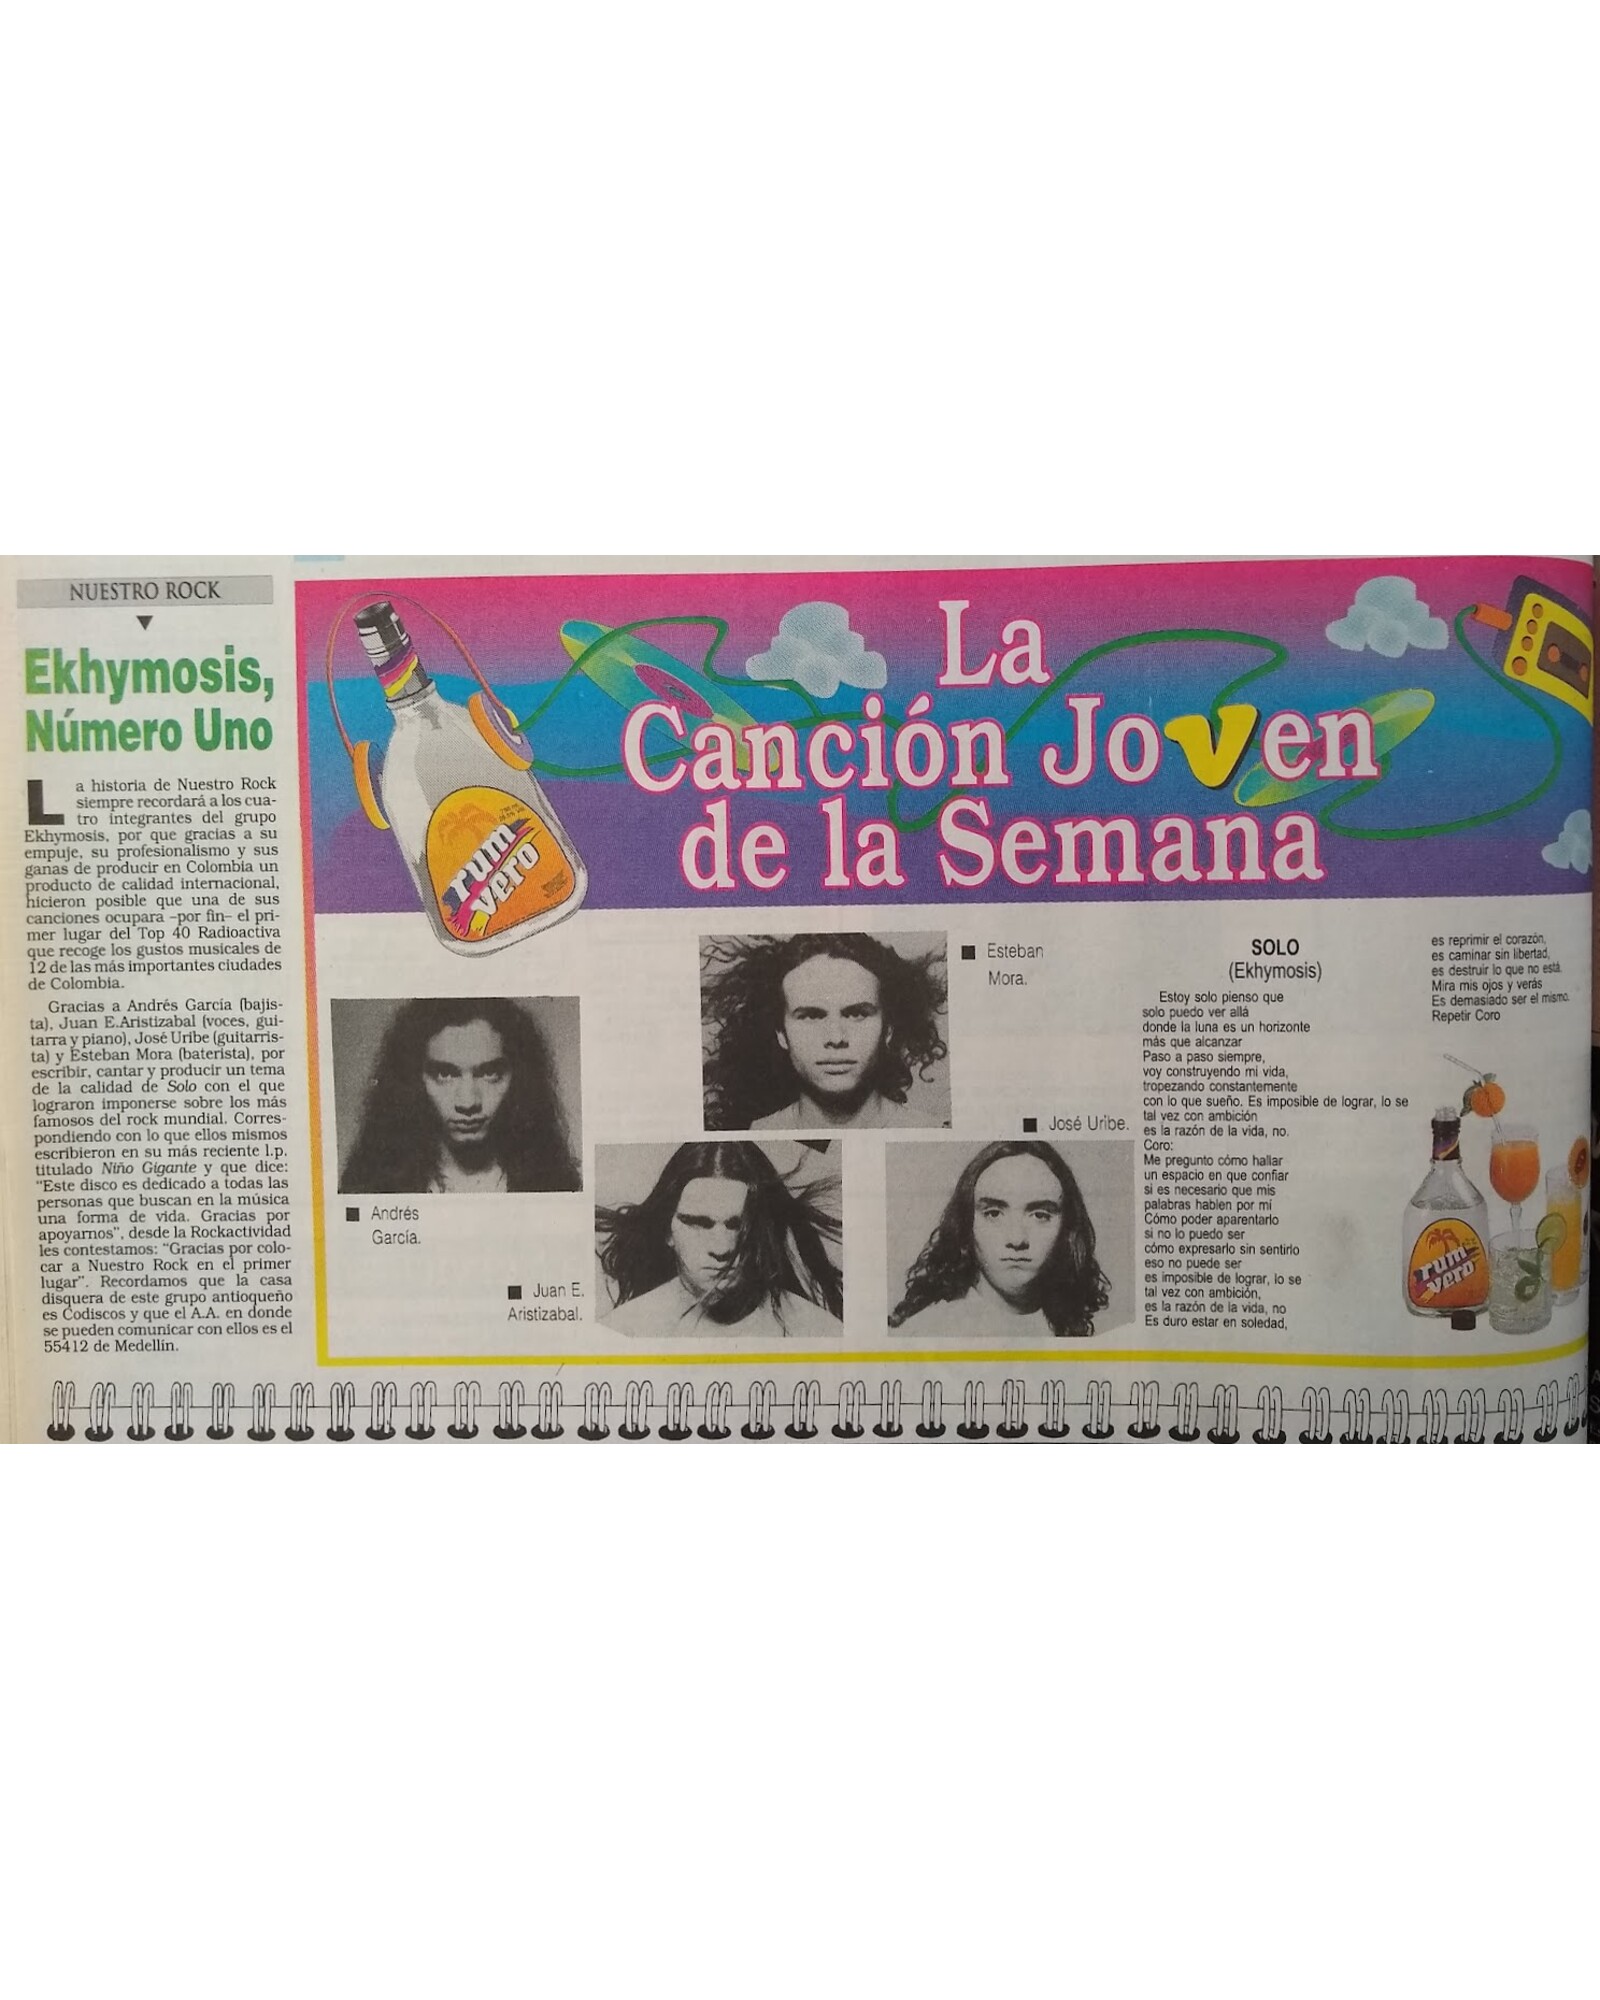 NUESTRO ROCK
Ekhymosis,
Número Uno
La historia de Nuestro Rock
siempre recordará a los cua-
tro integrantes del grupo
Ekhymosis, por que gracias a su
empuje, su profesionalismo y sus
ganas de producir en Colombia un
producto de calidad internacional,
hicieron posible que una de sus
canciones ocupara –por fin– el pri-
mer lugar del Top 40 Radioactiva
que recoge los gustos musicales de
12 de las más importantes ciudades
de Colombia.
Gracias a Andrés García (bajis-
ta), Juan E.Aristizabal (voces, gui-
tarra y piano), José Uribe (guitarris-
ta) y Esteban Mora (baterista), por
escribir, cantar y producir un tema
de la calidad de Solo con el que
lograron imponerse sobre los más
famosos del rock mundial. Corres-
pondiendo con lo que ellos mismos
escribieron en su más reciente l.p.
titulado Niño Gigante y que dice:
"Este disco es dedicado a todas las
personas que buscan en la música
una forma de vida. Gracias por
apoyarnos", desde la Rockactividad
les contestamos: "Gracias por colo-
car a Nuestro Rock en el primer
lugar". Recordamos que la casa
disquera de este grupo antioqueño
es Codiscos y que el A.A. en donde
se pueden comunicar con ellos es el
55412 de Medellín.
La
Canción Joven
de la Semana
rum
vero
Esteban
Mora.
José Uribe.
Andrés
García.
Juan E.
Aristizabal.
SOLO
(Ekhymosis)
Estoy solo pienso que
solo puedo ver allá
donde la luna es un horizonte
más que alcanzar
Paso a paso siempre,
voy construyendo mi vida,
tropezando constantemente
con lo que sueño. Es imposible de lograr, lo se
tal vez con ambición
es la razón de la vida, no.
Coro:
Me pregunto cómo hallar
un espacio en que confiar
si es necesario que mis
palabras hablen por mí
Cómo poder aparentarlo
si no lo puedo ser
cómo expresarlo sin sentirlo
eso no puede ser
es imposible de lograr, lo se
tal vez con ambición,
es la razón de la vida, no
Es duro estar en soledad,
es reprimir el corazón,
es caminar sin libertad,
es destruir lo que no está.
Mira mis ojos y verás
Es demasiado ser el mismo.
Repetir Coro
rum
vero